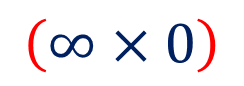 (∞ × 0)